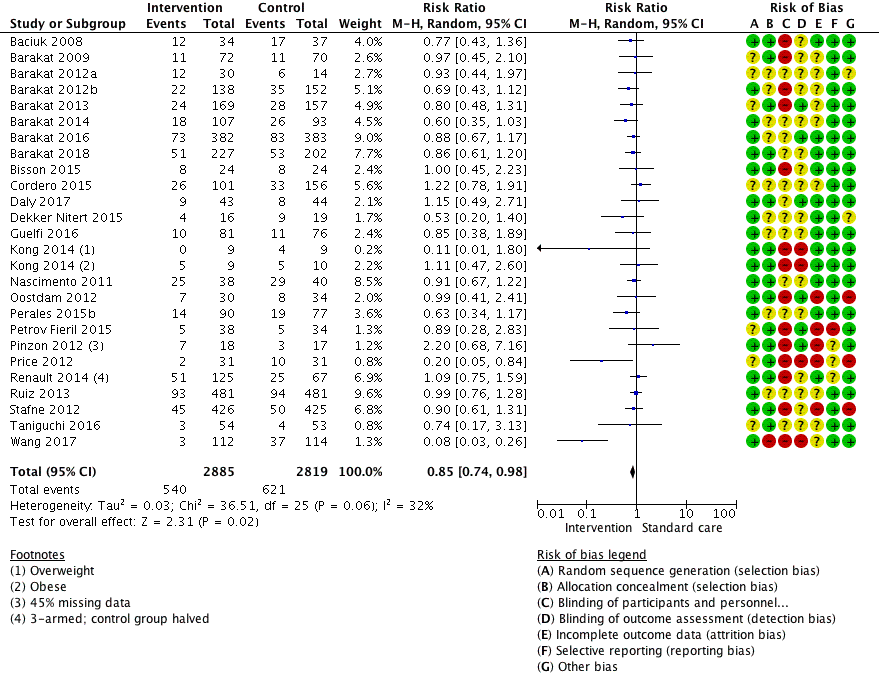 Intervention Control Risk Ratio Risk Ratio Risk of Bias
Study or Subgroup Events Total Events Total Weight M-H, Random, 95% CI M-H, Random, 95% CI A B C D E F G
Baciuk 2008 12 34 17 37 4.0% 0.77 [0.43, 1.36]
Barakat 2009 11 72 11 70 2.6% 0.97 [0.45, 2.10]
Barakat 2012a 12 30 6 14 2.7% 0.93 [0.44, 1.97]
Barakat 2012b 22 138 35 152 5.0% 0.69 [0.43, 1.12]
Barakat 2013 24 169 28 157 4.9% 0.80 [0.48, 1.31]
Barakat 2014 18 107 26 93 4.4% 0.60 [0.35, 1.03]
Barakat 2016 73 382 83 383 9.0% 0.88 [0.67, 1.17]
Barakat 2018 51 227 53 202 7.7% 0.86 [0.61, 1.20]
Bisson 2015 8 24 8 24 2.4% 1.00 [0.45, 2.23]
Cordero 2015 26 101 33 156 5.6% 1.22 [0.78, 1.91]
Daly 2017 9 43 8 44 2.1% 1.15 [0.49, 2.71]
Dekker Nitert 2015 4 16 9 19 1.7% 0.53 [0.20, 1.40]
Guelfi 2016 10 81 11 76 2.4% 0.85 [0.38, 1.89]
Kong 2014 (1) 0 9 4 9 0.2% 0.11 [0.01, 1.80]
Kong 2014 (2) 5 9 5 10 2.1% 1.11 [0.47, 2.60]
Nascimento 2011 25 38 29 40 8.5% 0.91 [0.67, 1.22]
Oostdam 2012 7 30 8 34 2.0% 0.99 [0.41, 2.41]
Perales 2015b 14 90 19 77 3.6% 0.63 [0.34, 1.17]
Petrov Fieril 2015 5 38 5 34 1.3% 0.89 [0.28, 2.83]
Pinzon 2012 (3) 7 18 3 17 1.3% 2.20 [0.68, 7.16]
Price 2012 2 31 10 31 0.8% 0.20 [0.05, 0.84]
Renault 2014 (4) 51 125 25 67 6.9% 1.09 [0.75, 1.59]
Ruiz 2013 93 481 94 481 9.6% 0.99 [0.76, 1.28]
Stafne 2012 45 426 50 425 6.8% 0.90 [0.61, 1.31]
Taniguchi 2016 3 54 4 53 0.9% 0.74 [0.17, 3.13]
Wang 2017 3 112 37 114 1.3% 0.08 [0.03, 0.26]
Total (95% CI) 2885 2819 100.0% 0.85 [0.74, 0.98]
Total events 540 621
Heterogeneity: Tau² = 0.03; Chi² = 36.51, df = 25 (P = 0.06); I² = 32%
Test for overall effect: Z = 2.31 (P = 0.02)
0.01 0.1 1 10 100
Intervention Standard care
Footnotes
(1) Overweight
(2) Obese
(3) 45% missing data
(4) 3-armed; control group halved
Risk of bias legend
(A) Random sequence generation (selection bias)
(B) Allocation concealment (selection bias)
(C) Blinding of participants and personnel...
(D) Blinding of outcome assessment (detection bias)
(E) Incomplete outcome data (attrition bias)
(F) Selective reporting (reporting bias)
(G) Other bias